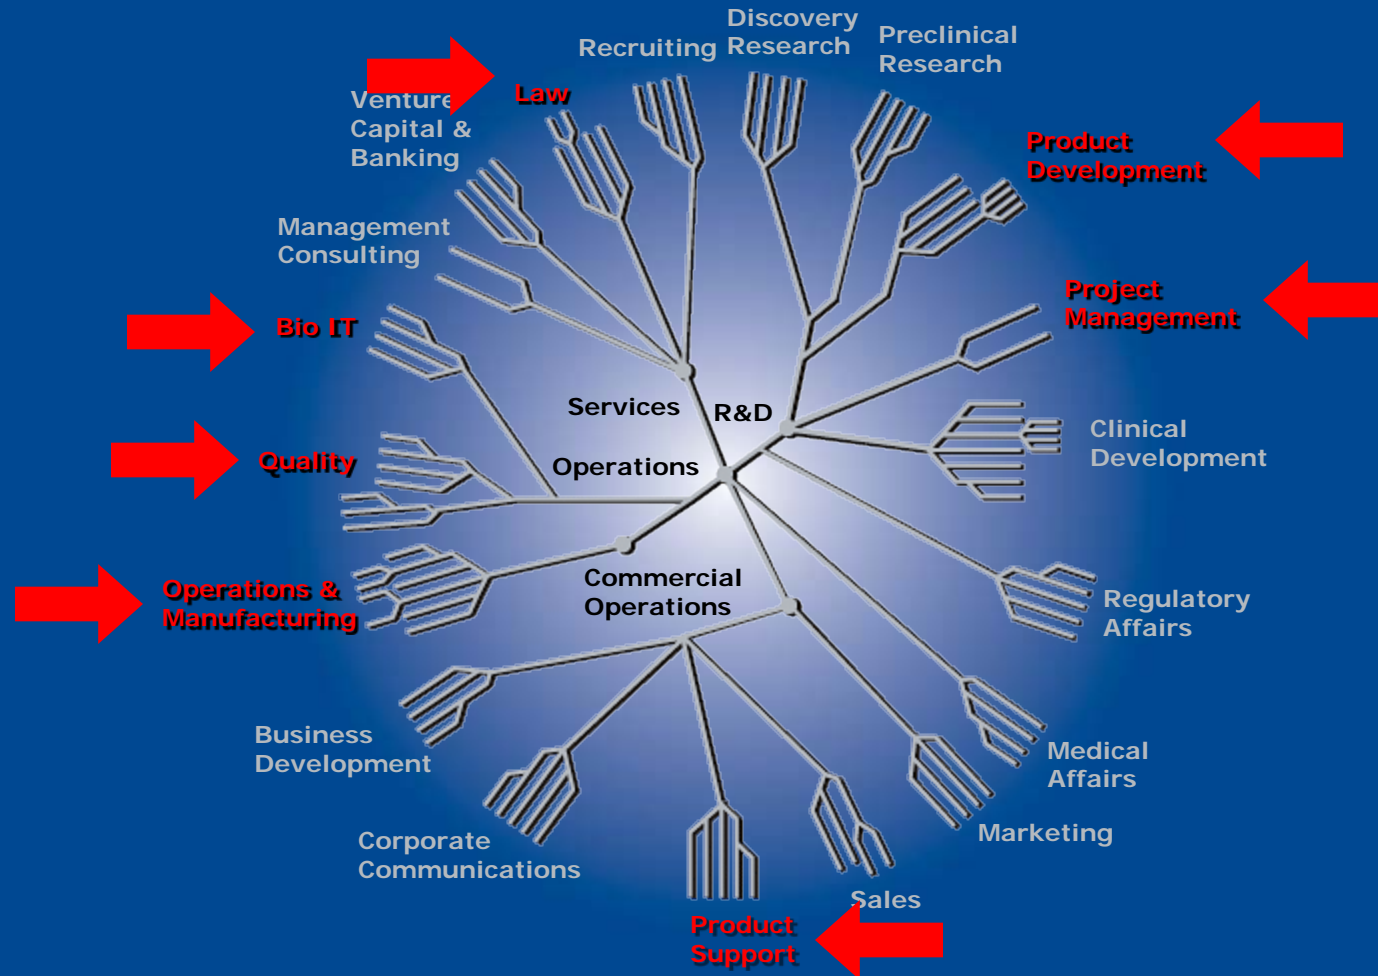 Discovery
Research
Recruiting
Preclinical
Research
Law
Venture
Capital &
Banking
Product
Development
Management
Consulting
Project
Management
Bio IT
Services
R&D
Clinical
Development
Quality
Operations
Commercial
Operations
Operations &
Manufacturing
Regulatory
Affairs
Business
Development
Medical
Affairs
Corporate
Communications
Marketing
Sales
Product
Support